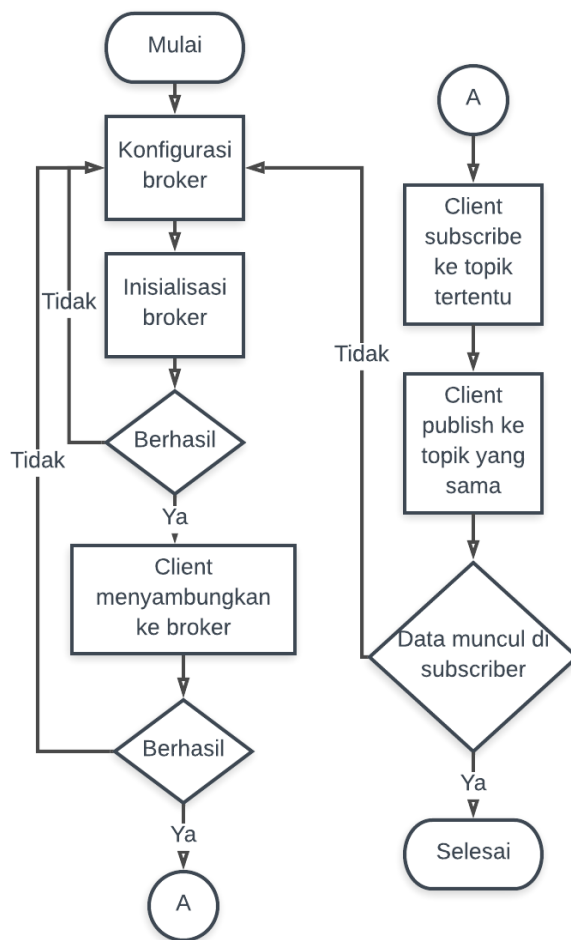 Mulai
Konfigurasi
broker
Inisialisasi
broker
Tidak
Berhasil
Tidak
Ya
Client
menyambungkan
ke broker
Berhasil
Ya
A
A
Client
subscribe
ke topik
tertentu
Tidak
Client
publish ke
topik yang
sama
Data muncul di
subscriber
Ya
Selesai